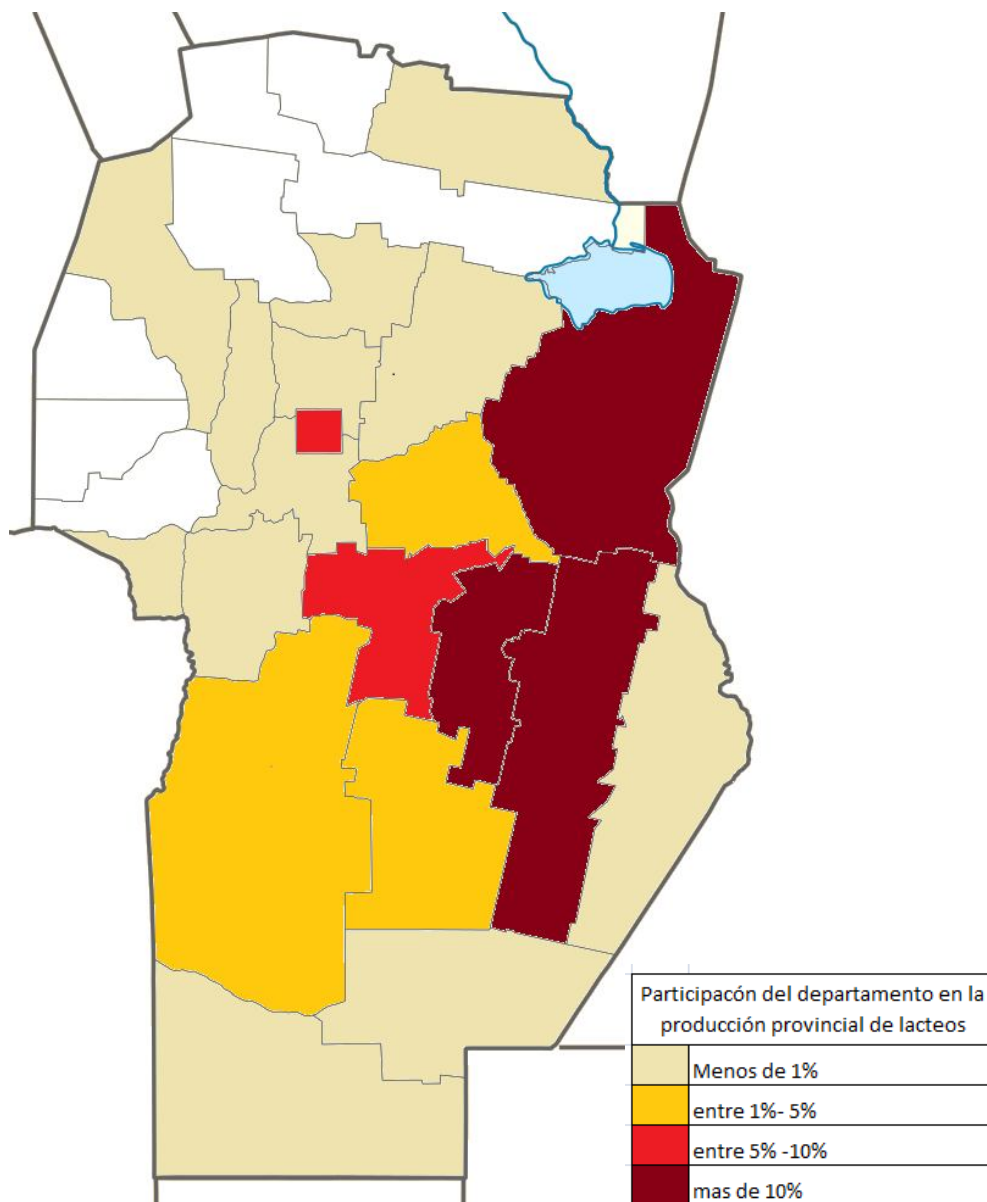 Participacón del departamento en la
producción provincial de lacteos
Menos de 1%
entre 1%- 5%
entre 5% -10%
mas de 10%